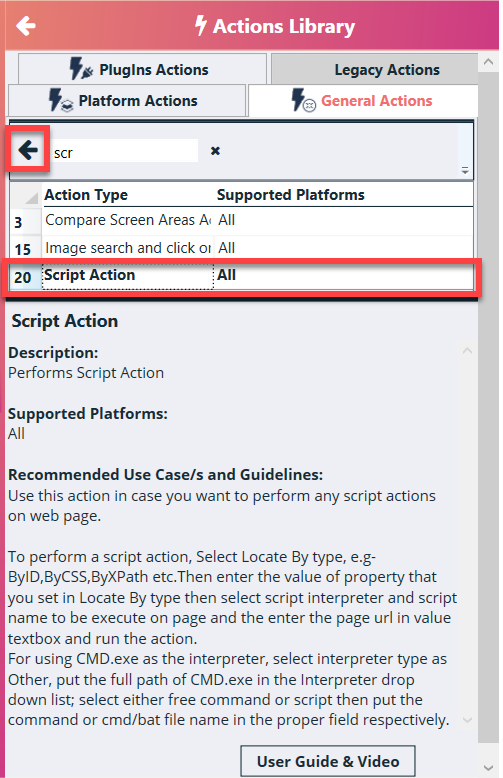 Actions Library
PlugIns Actions
Legacy Actions
Platform Actions
General Actions
scr
Action Type Supported Platforms
3 Compare Screen Areas A All
15 Image search and click or All
20 Script Action All
Script Action
Description:
Performs Script Action
Supported Platforms:
All
Recommended Use Case/s and Guidelines:
Use this action in case you want to perform any script actions
on web page.
To perform a script action, Select Locate By type, e.g-
ByID,ByCSS,ByXPath etc.Then enter the value of property that
you set in Locate By type then select script interpreter and script
name to be execute on page and the enter the page url in value
textbox and run the action.
For using CMD.exe as the interpreter, select interpreter type as
Other, put the full path of CMD.exe in the Interpreter drop
down list; select either free command or script then put the
command or cmd/bat file name in the proper field respectively.
User Guide & Video